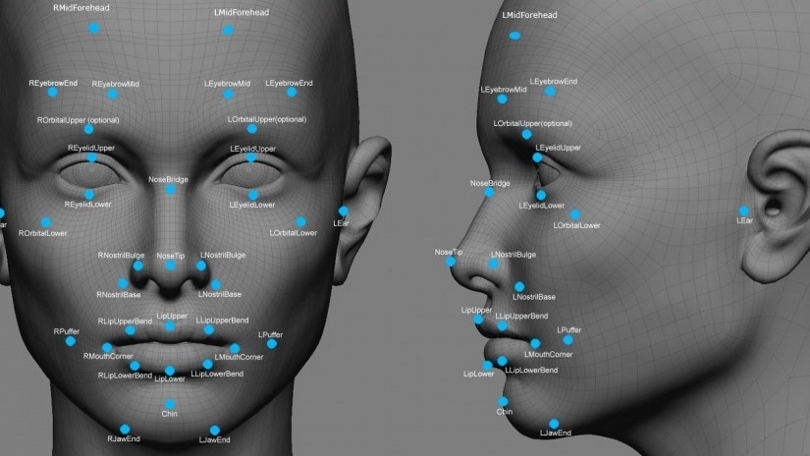 RMidForehead
LMidForehead
REyebrowEnd
REyebrowMid
LEyebrowMid
LEyebrowEnd
ROrbitalUpper (optional)
LOrbitalUpper(optional)
REyelidUpper
LEyelidUpper
NoseBridge
REyelidLower
LEyelidLower
ear
LEar
ROrbitalLower
LOrbitalLower
RNostrilBulge
NoseTip
LNostrilBulge
RNostrilBase
LNostrilBase
LipUpper
RLipUpperBend
LLipUpperBend
RPuffer
LPuffer
RMouthCorner
LMouthCorner
RLipLowerBend
LipLower
LLipLowerBend
Chin
RJawEnd
LJawEnd
LMidForehead
LEyebrowEnd
LEyebrowMid
LOrbitalUpper(optional)
LEyelidUpper
NoseBridge
LEyelidLower
LOrbitalLower
LEar
NoseTip
LNostrilBulge
LNostrilBase
LipUpper
LLipUpperBend
LPuffer
LMouthCorner
LipLower
LLipLowerBend
Chin
LJawEnd